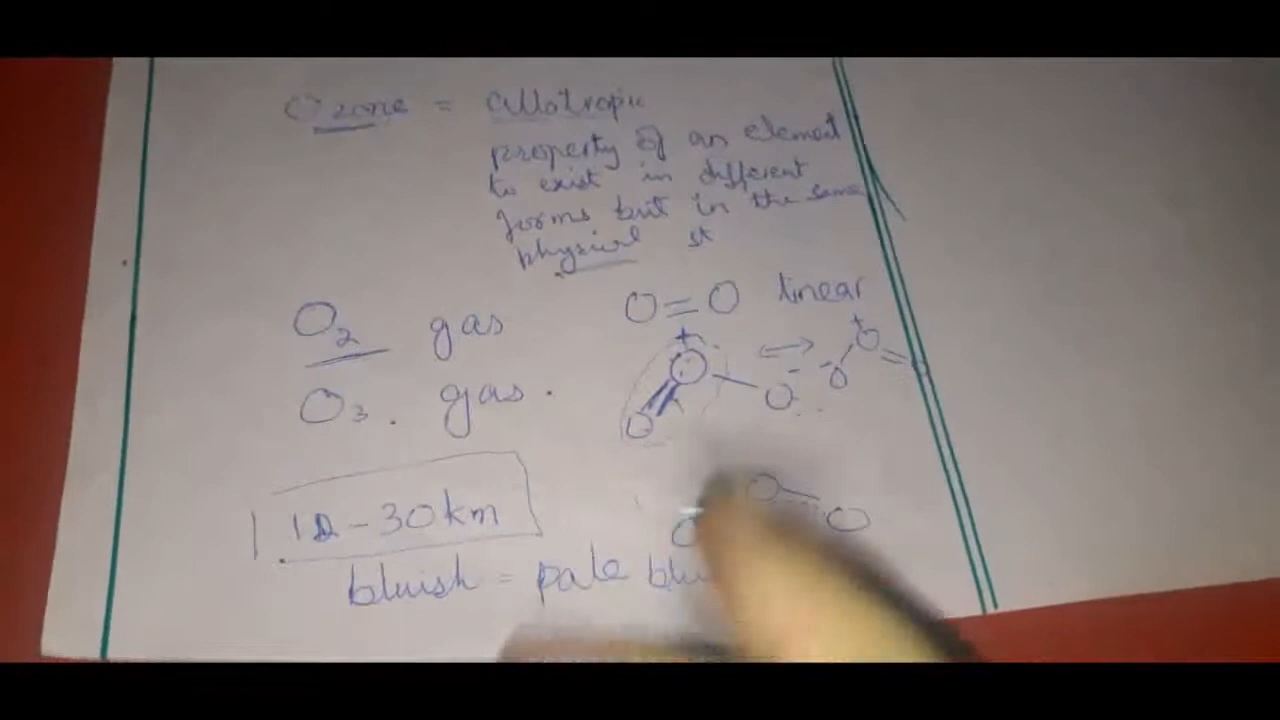 Ozone = allotropic
property of an element
to exist in different
forms but in the same
physical st
O2 gas
O=O linear
O3. gas.
+
O O O-
⇌
+
O -O O
12-30 km
O O O
bluish = pale blu